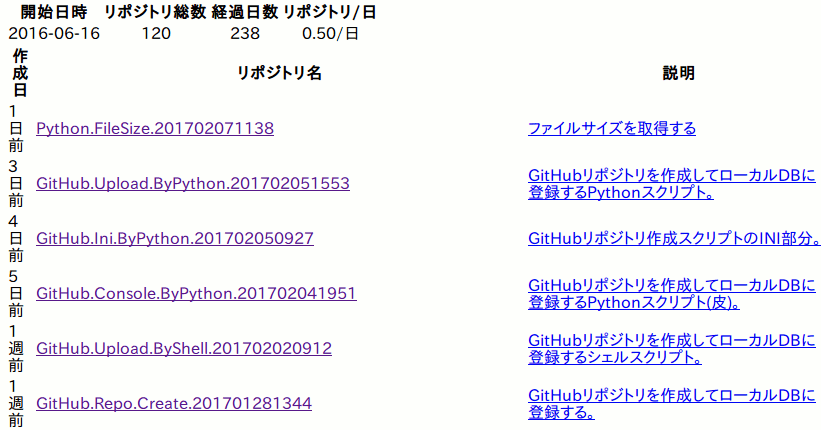 開始日時 リポジトリ総数 経過日数 リポジトリ/日
2016-06-16 120 238 0.50/日
作成日 リポジトリ名 説明
1日前 Python.FileSize.201702071138 ファイルサイズを取得する
3日前 GitHub.Upload.ByPython.201702051553 GitHubリポジトリを作成してローカルDBに
登録するPythonスクリプト。
4日前 GitHub.Ini.ByPython.201702050927 GitHubリポジトリ作成スクリプトのINI部分。
5日前 GitHub.Console.ByPython.201702041951 GitHubリポジトリを作成してローカルDBに
登録するPythonスクリプト(皮)。
1週前 GitHub.Upload.ByShell.201702020912 GitHubリポジトリを作成してローカルDBに
登録するシェルスクリプト。
1週前 GitHub.Repo.Create.201701281344 GitHubリポジトリを作成してローカルDBに
登録する。